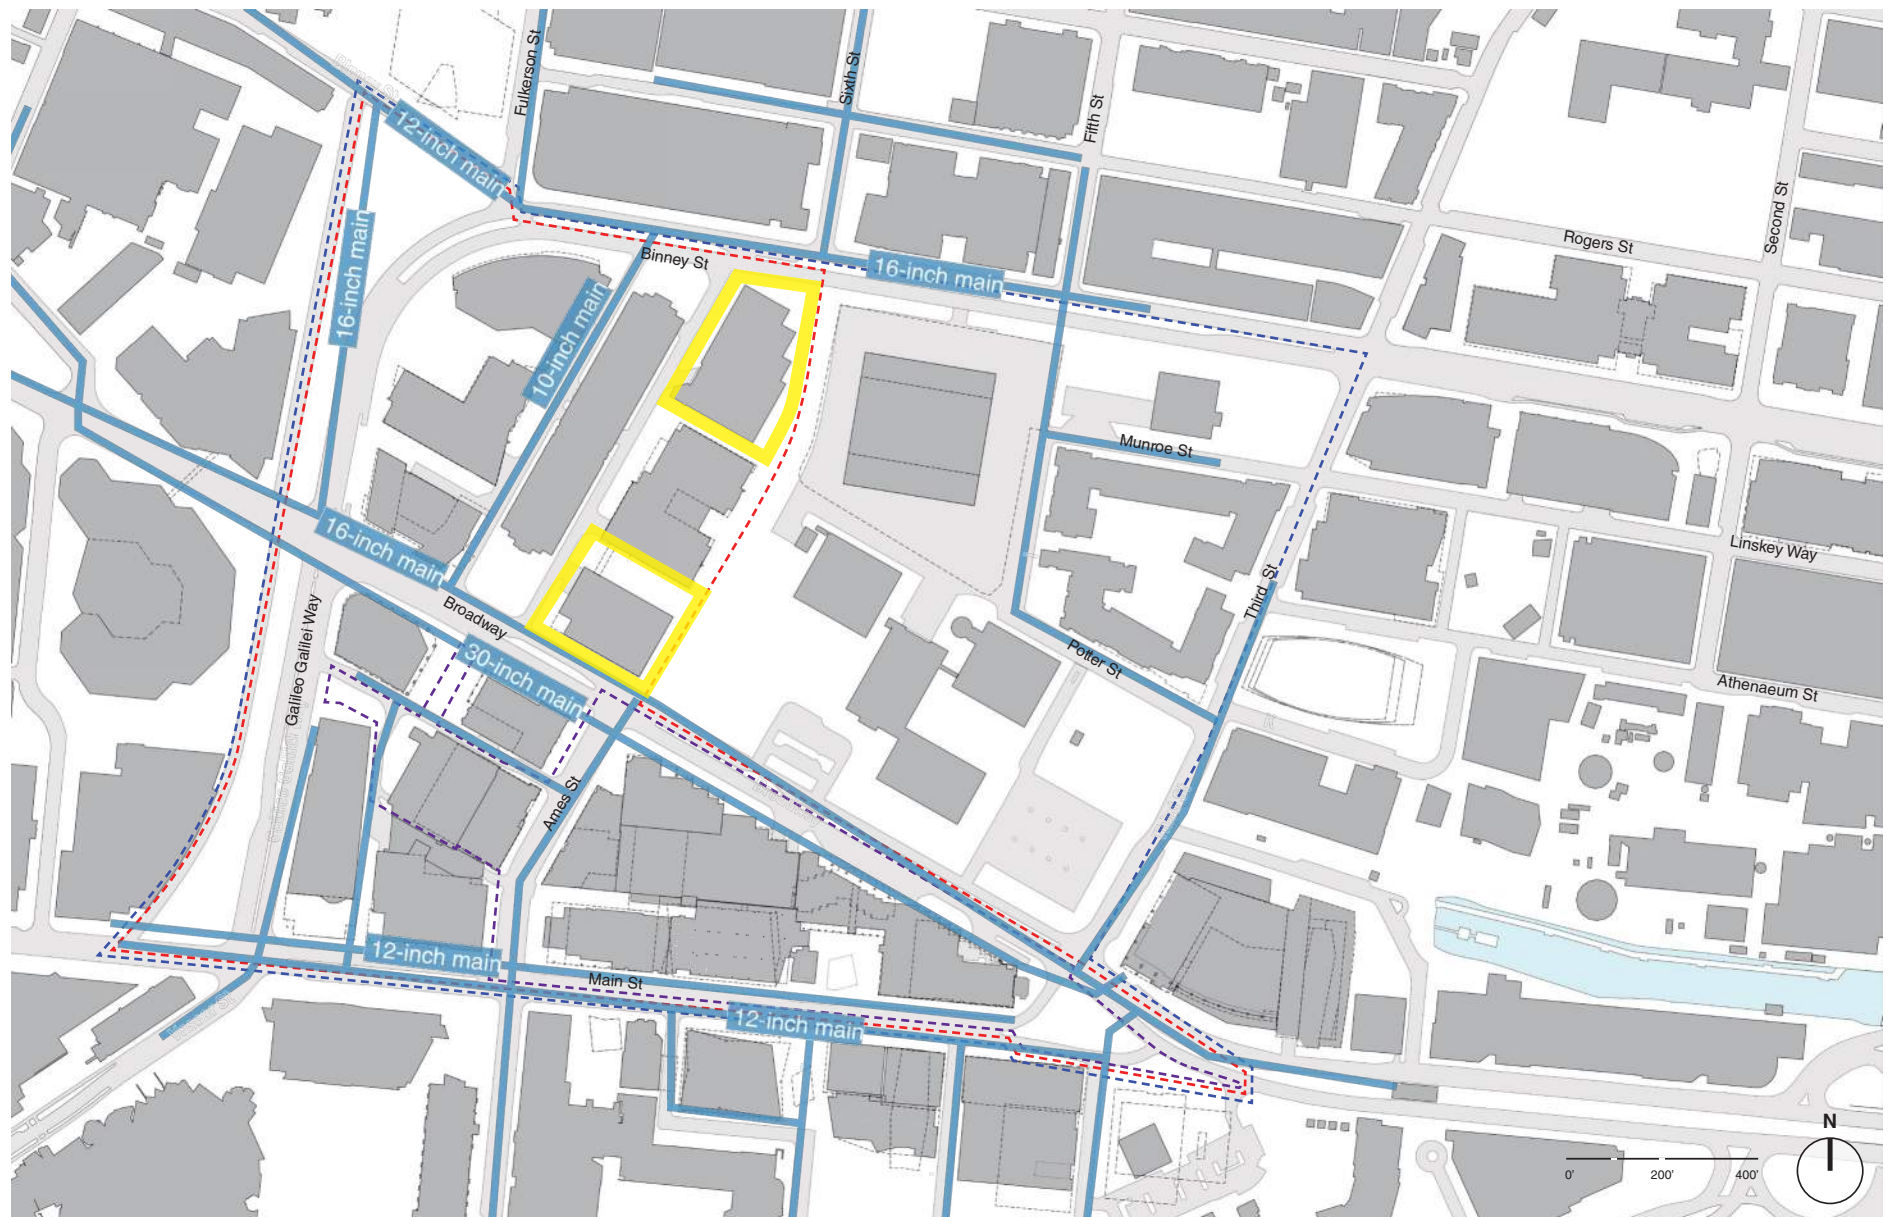 Fulkerson St
Sixth St
Fifth St
12-inch main
Second St
Rogers St
Binney St
16-inch main
16-inch main
10-inch main
Munroe St
Linskey Way
16-inch main
Third St
Broadway
Galileo Galilei Way
30-inch main
Potter St
Athenaeum St
Ames St
12-inch main
Main St
12-inch main
N
0' 200' 400'